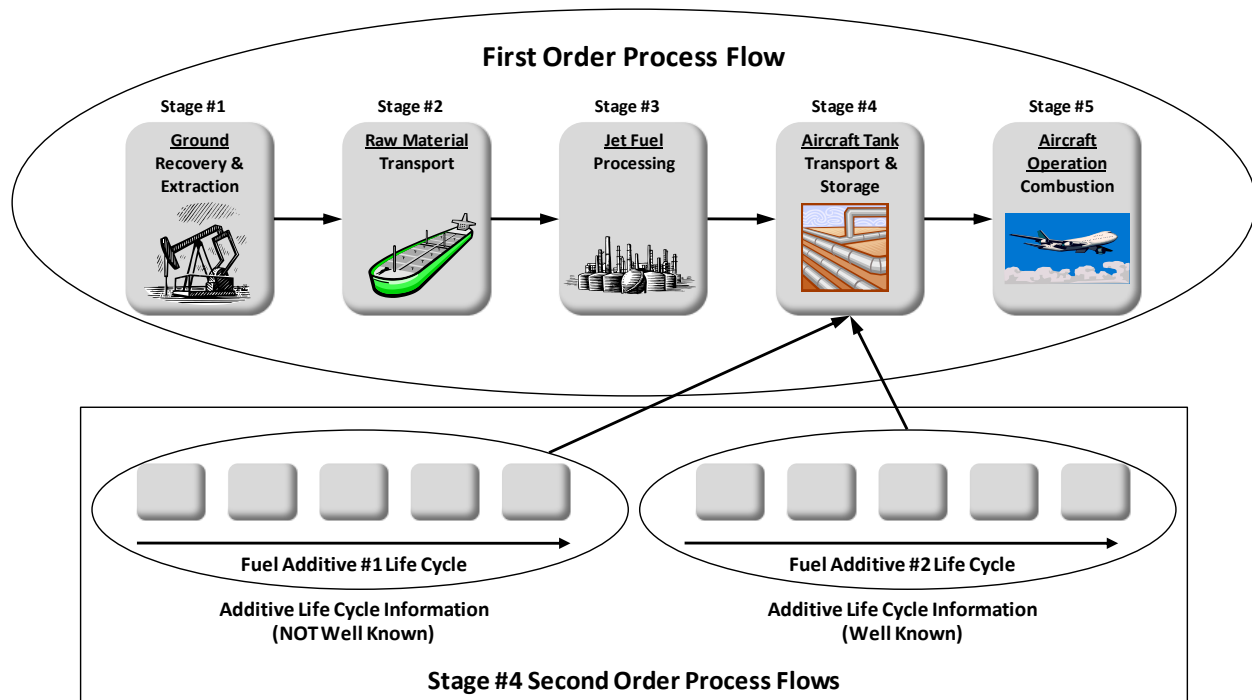 First Order Process Flow
Stage #1
Ground
Recovery &
Extraction
Stage #2
Raw Material
Transport
Stage #3
Jet Fuel
Processing
Stage #4
Aircraft Tank
Transport &
Storage
Stage #5
Aircraft
Operation
Combustion
Fuel Additive #1 Life Cycle
Additive Life Cycle Information
(NOT Well Known)
Fuel Additive #2 Life Cycle
Additive Life Cycle Information
(Well Known)
Stage #4 Second Order Process Flows